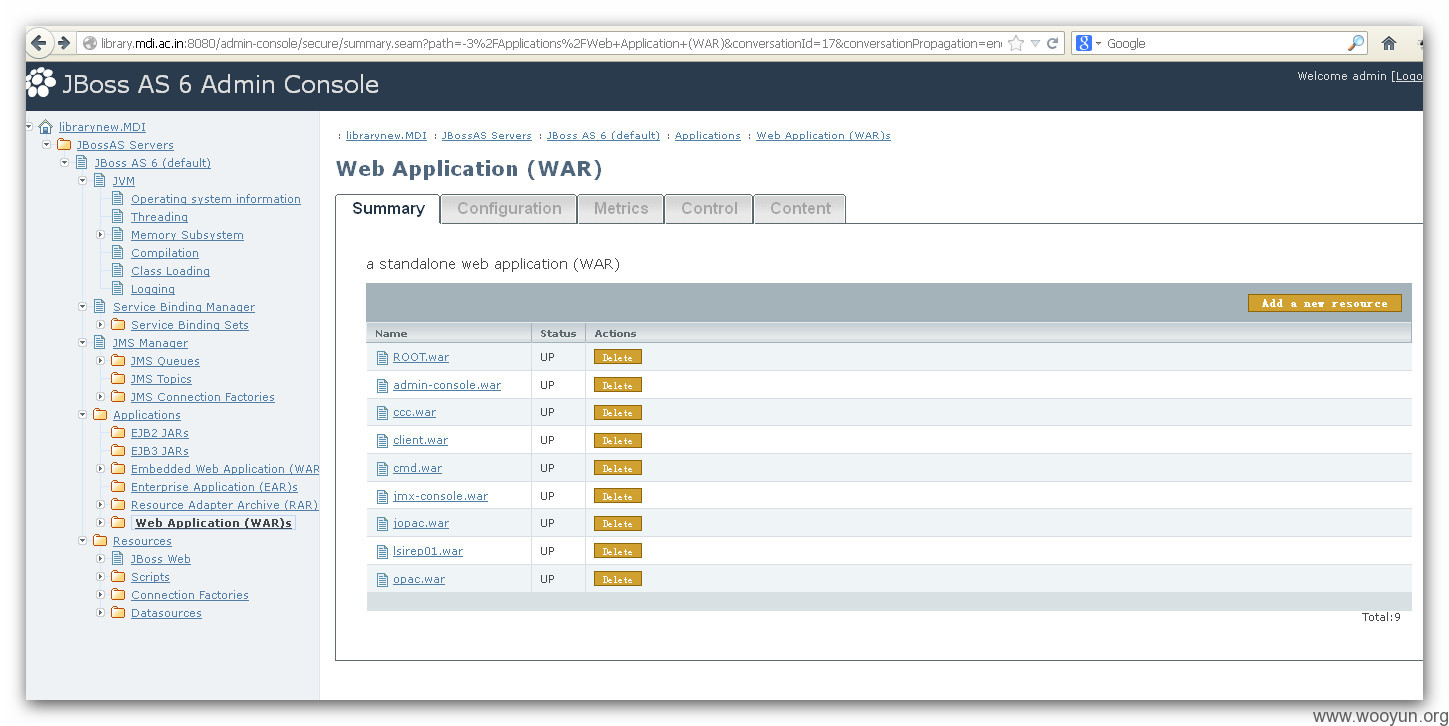 library.mdi.ac.in:8080/admin-console/secure/summary.seam?path=-3%2FApplications%2FWeb+Application+(WAR)&conversationId=17&conversationPropagation=en
Google
JBoss AS 6 Admin Console
Welcome admin [Logo
librarynew.MDI
JBossAS Servers
JBoss AS 6 (default)
JVM
Operating system information
Threading
Memory Subsystem
Compilation
Class Loading
Logging
Service Binding Manager
Service Binding Sets
JMS Manager
JMS Queues
JMS Topics
JMS Connection Factories
Applications
EJB2 JARs
EJB3 JARs
Embedded Web Application (WAR
Enterprise Application (EAR)s
Resource Adapter Archive (RAR)
Web Application (WAR)s
Resources
JBoss Web
Scripts
Connection Factories
Datasources
: librarynew.MDI : JBossAS Servers : JBoss AS 6 (default) : Applications : Web Application (WAR)s
Web Application (WAR)
Summary Configuration Metrics Control Content
a standalone web application (WAR)
Add a new resource
Name Status Actions
ROOT.war UP Delete
admin-console.war UP Delete
ccc.war UP Delete
client.war UP Delete
cmd.war UP Delete
jmx-console.war UP Delete
jopac.war UP Delete
lsirep01.war UP Delete
opac.war UP Delete
Total:9
www.wooyun.org